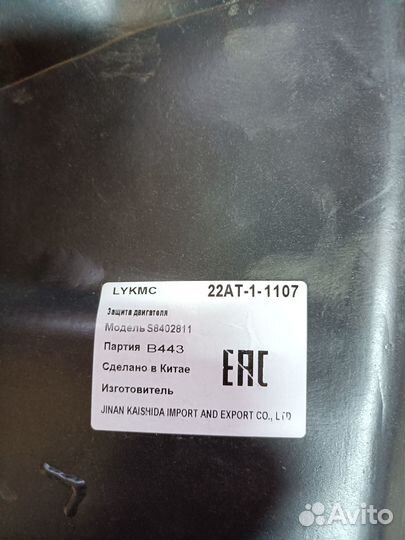 LYKMC 22AT-1-1107
Защита двигателя
Модель S8402811
Партия B443
Сделано в Китае
Изготовитель
EAC
JINAN KAISHIDA IMPORT AND EXPORT CO., LTD
Avito